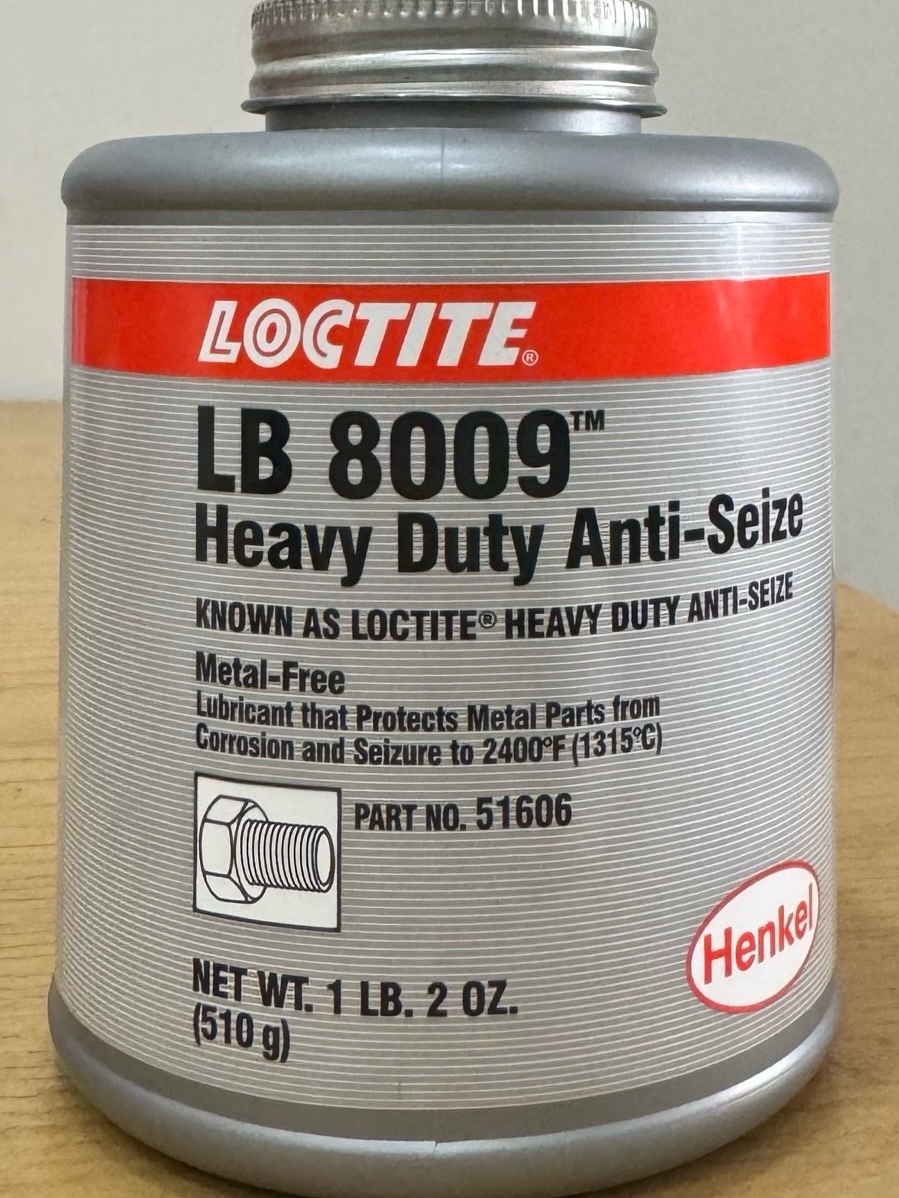 LOCTITE®
LB 8009™
Heavy Duty Anti-Seize
KNOWN AS LOCTITE® HEAVY DUTY ANTI-SEIZE
Metal-Free
Lubricant that Protects Metal Parts from
Corrosion and Seizure to 2400°F (1315°C)
PART NO. 51606
Henkel
NET WT. 1 LB. 2 OZ.
(510 g)